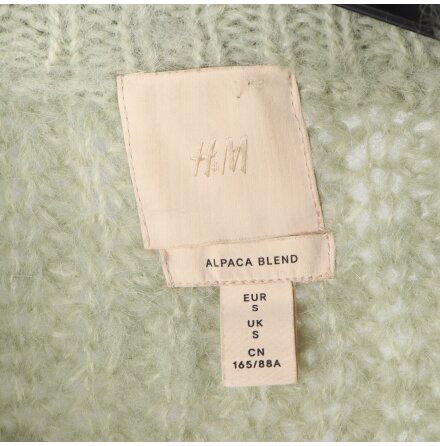 H&M
ALPACA BLEND
EUR
S
UK
S
CN
165/88A